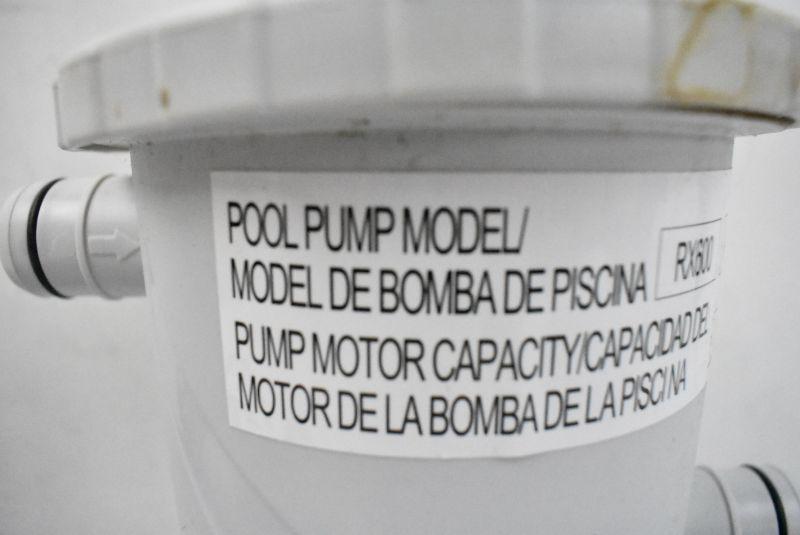 POOL PUMP MODEL/
MODEL DE BOMBA DE PISCINA
RX600
PUMP MOTOR CAPACITY/CAPACIDAD DEL
MOTOR DE LA BOMBA DE LA PISCINA